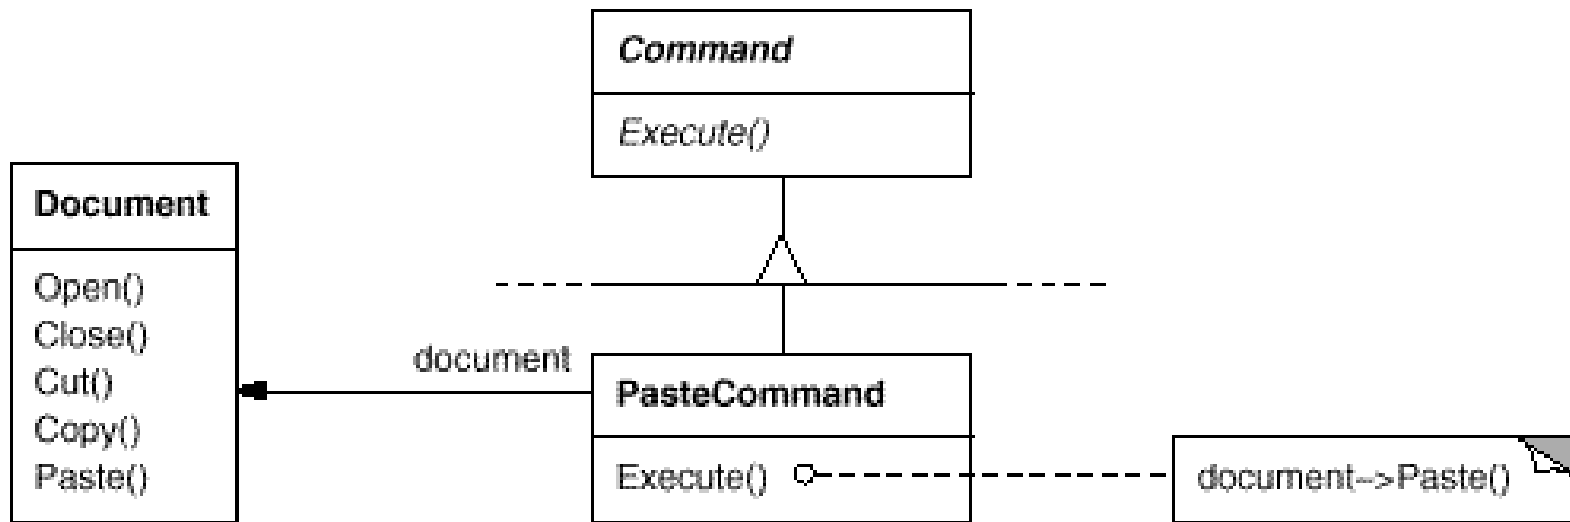 Command
Execute()
Document
Open()
Close()
Cut()
Copy()
Paste()
document
PasteCommand
Execute()
document-->Paste()